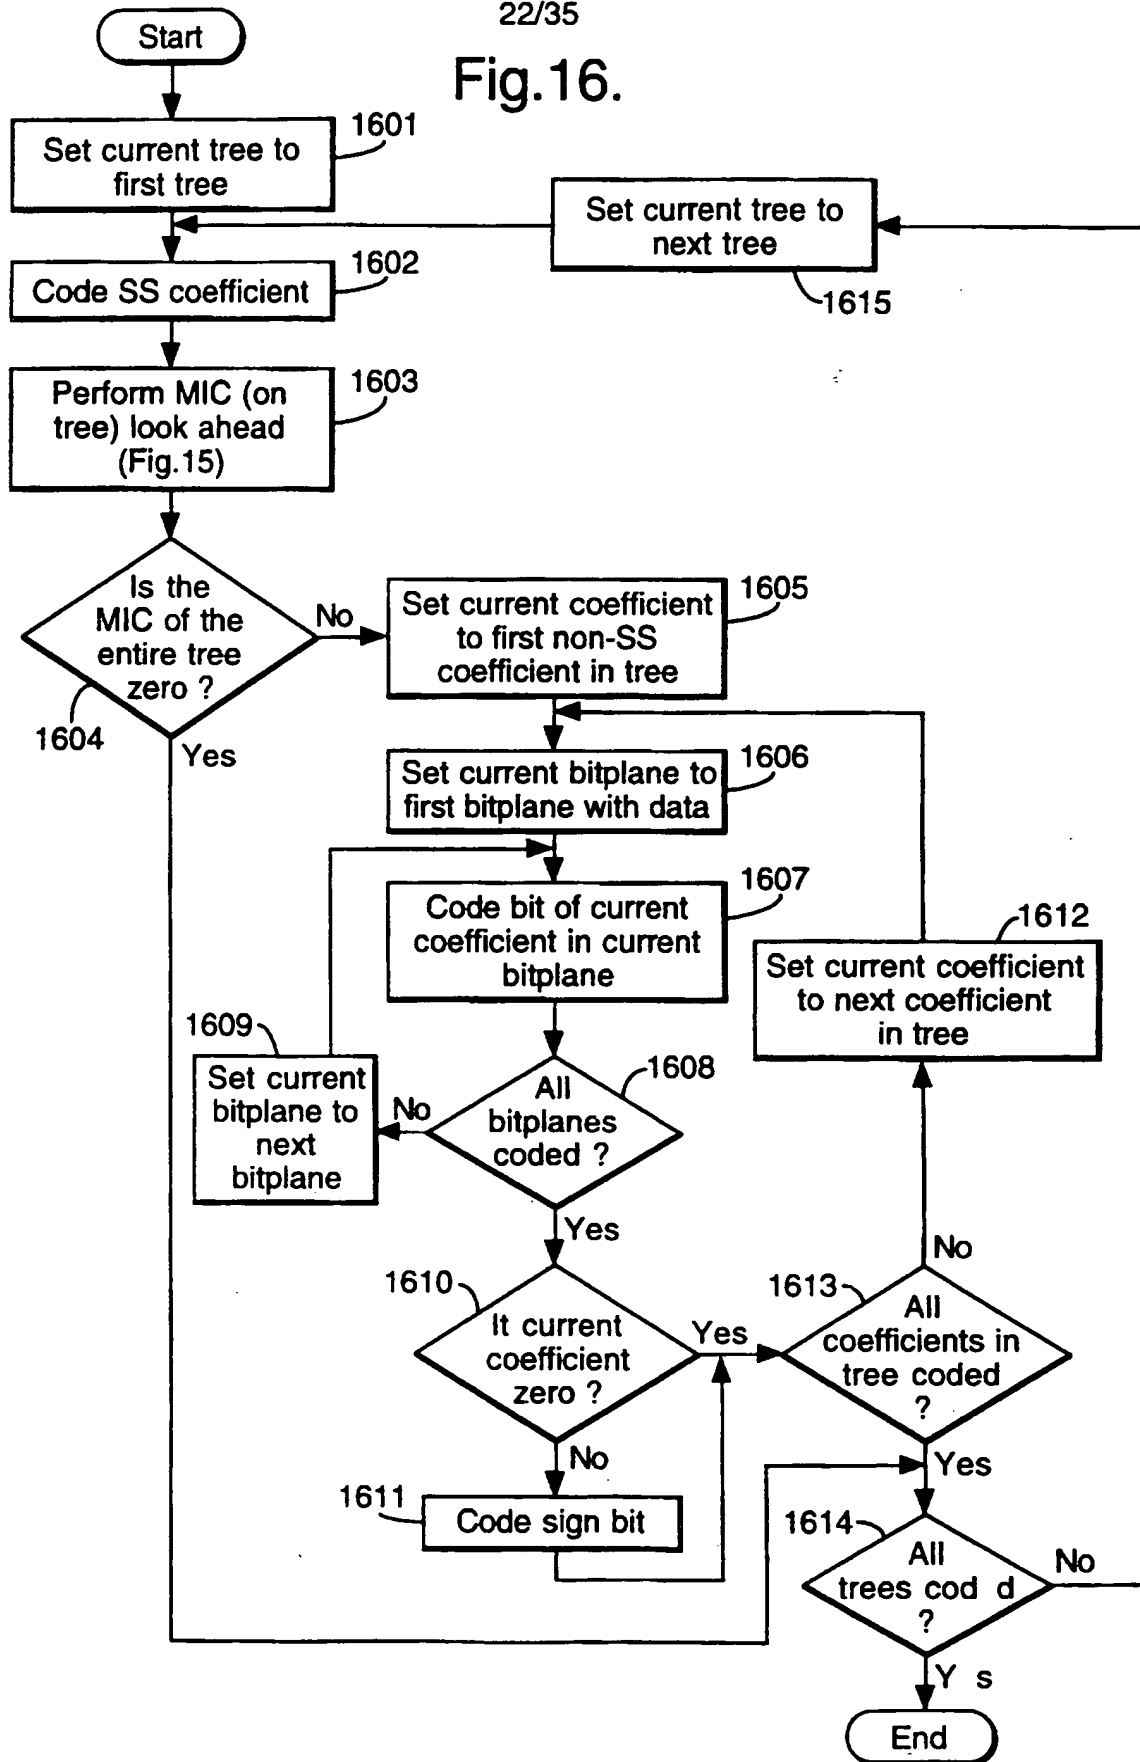 22/35
Fig.16.
Start
1601
Set current tree to
first tree
Set current tree to
next tree
1615
1602
Code SS coefficient
1603
Perform MIC (on
tree) look ahead
(Fig.15)
Is the
MIC of the
entire tree
zero ?
1604
No
Yes
1605
Set current coefficient
to first non-SS
coefficient in tree
1606
Set current bitplane to
first bitplane with data
1607
Code bit of current
coefficient in current
bitplane
1612
Set current coefficient
to next coefficient
in tree
1609
Set current
bitplane to
next
bitplane
1608
All
bitplanes
coded ?
No
Yes
1610
It current
coefficient
zero ?
Yes
No
1611
Code sign bit
1613
All
coefficients in
tree coded
?
No
Yes
1614
All
trees cod d
?
No
Y s
End